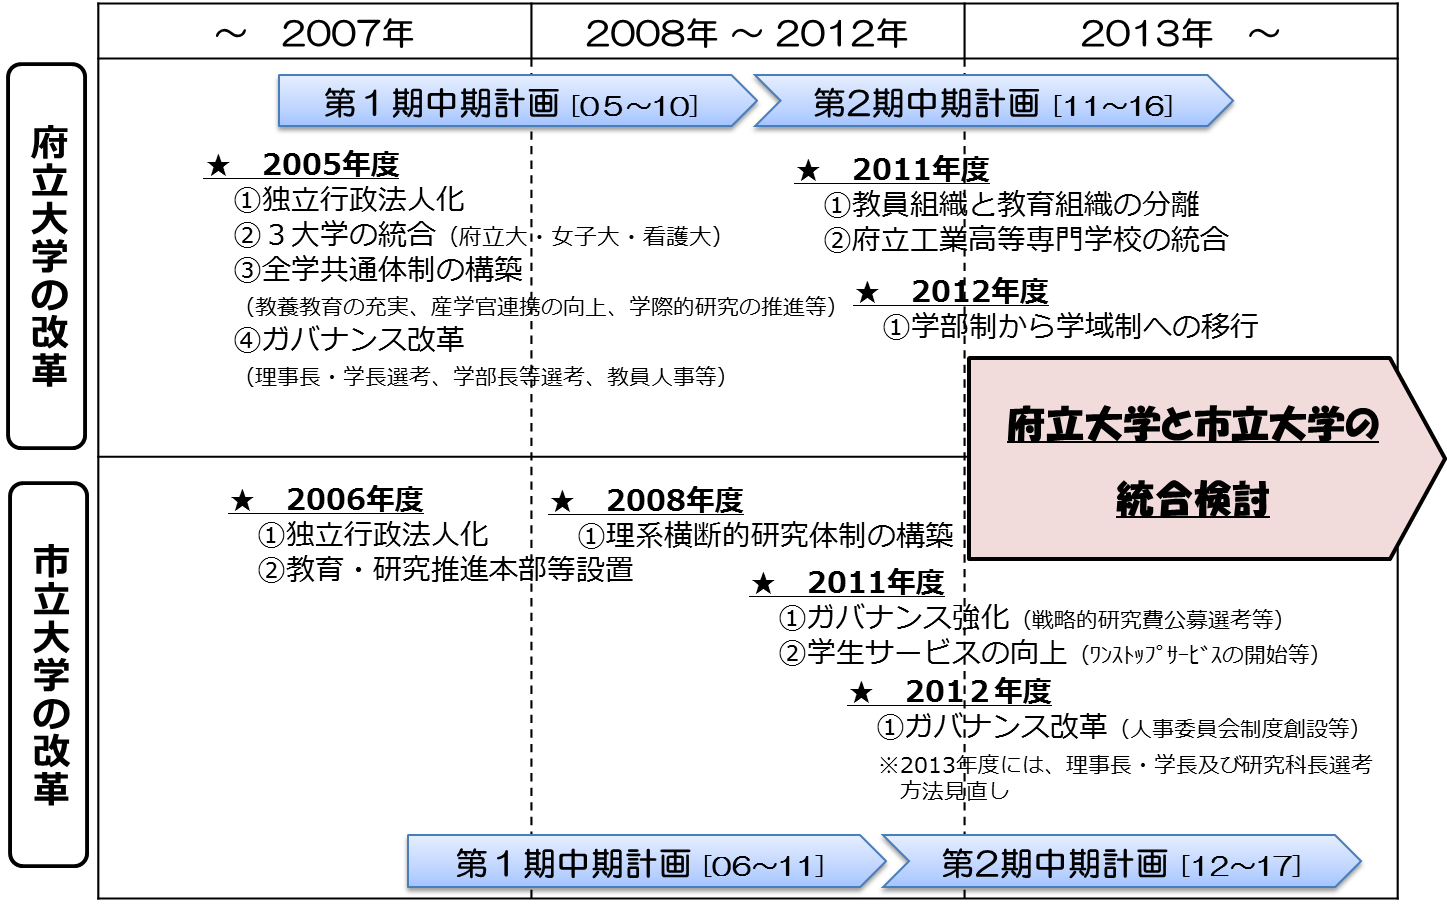 ～　2007年
2008年 ～ 2012年
2013年　～
府立大学の改革
第１期中期計画 [０５～10]
第2期中期計画 [11～16]
★　2005年度
①独立行政法人化
②３大学の統合（府立大・女子大・看護大）
③全学共通体制の構築
（教養教育の充実、産学官連携の向上、学際的研究の推進等）
④ガバナンス改革
（理事長・学長選考、学部長等選考、教員人事等）
★　2011年度
①教員組織と教育組織の分離
②府立工業高等専門学校の統合
★　2012年度
①学部制から学域制への移行
府立大学と市立大学の
統合検討
市立大学の改革
★　2006年度
①独立行政法人化
②教育・研究推進本部等設置
★　2008年度
①理系横断的研究体制の構築
★　2011年度
①ガバナンス強化（戦略的研究費公募選考等）
②学生サービスの向上（ﾜﾝｽﾄｯﾌﾟｻｰﾋﾞｽの開始等）
★　201２年度
①ガバナンス改革（人事委員会制度創設等）
※2013年度には、理事長・学長及び研究科長選考
方法見直し
第１期中期計画 [06～11]
第2期中期計画 [12～17]